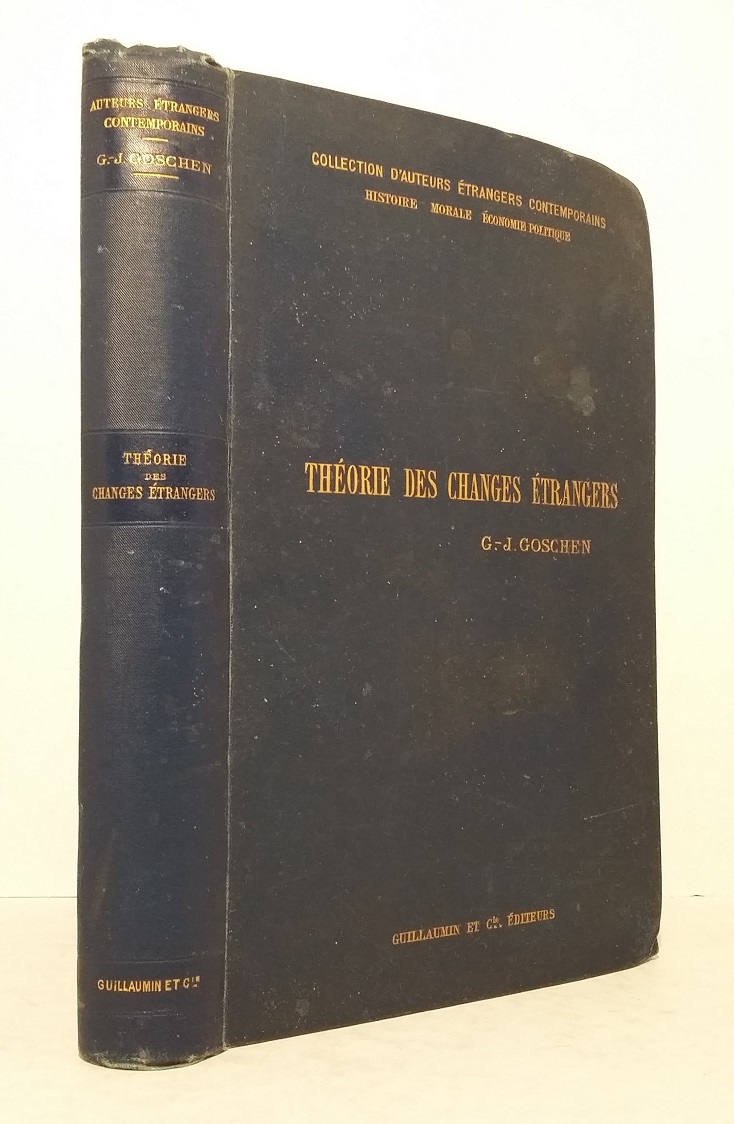 AUTEURS ÉTRANGERS
CONTEMPORAINS
G.-J. GOSCHEN
THÉORIE
DES
CHANGES ÉTRANGERS
GUILLAUMIN ET Cie
COLLECTION D'AUTEURS ÉTRANGERS CONTEMPORAINS
HISTOIRE MORALE ÉCONOMIE POLITIQUE
THÉORIE DES CHANGES ÉTRANGERS
G.-J. GOSCHEN
GUILLAUMIN ET Cie. ÉDITEURS